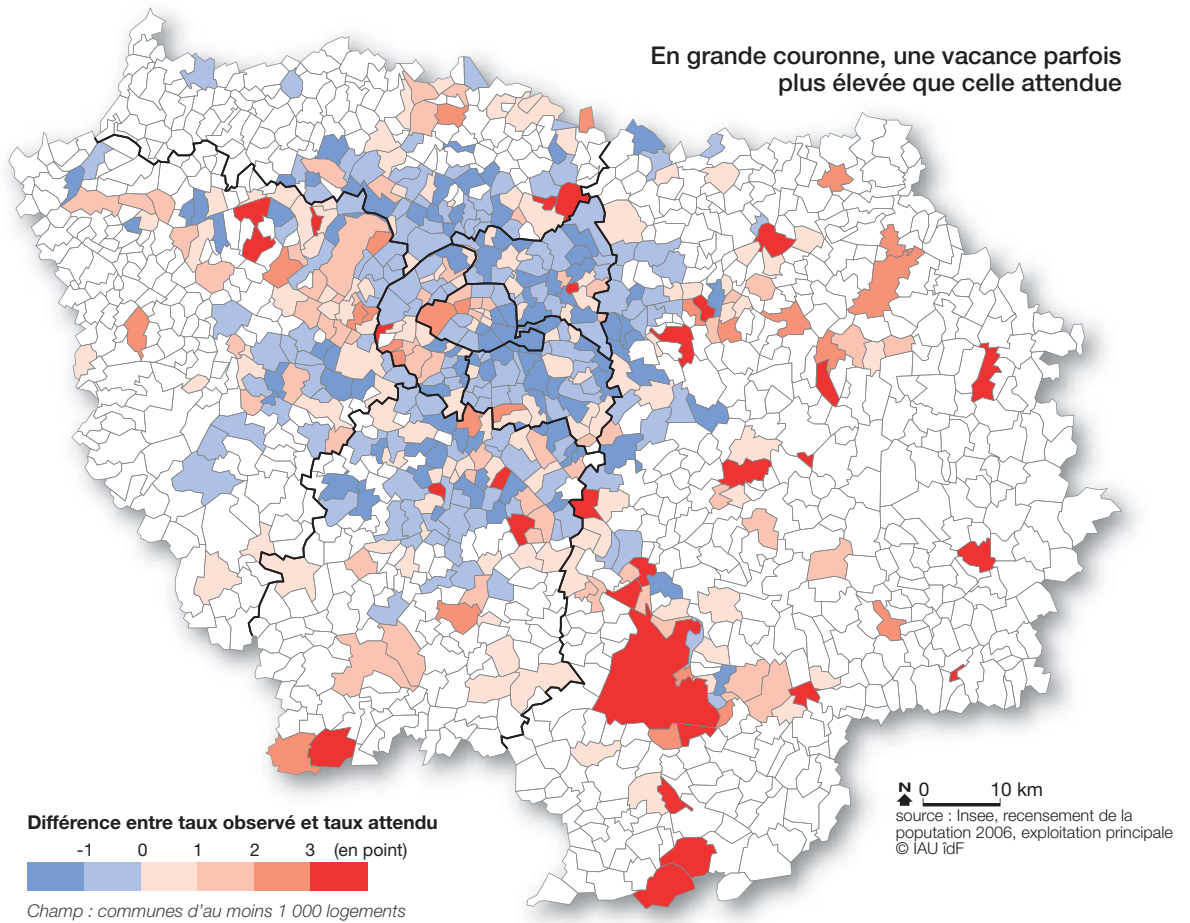 En grande couronne, une vacance parfois
plus élevée que celle attendue
Différence entre taux observé et taux attendu
-1 0 1 2 3 (en point)
Champ : communes d'au moins 1 000 logements
N 0 10 km
source : Insee, recensement de la
population 2006, exploitation principale
© IAU îdF